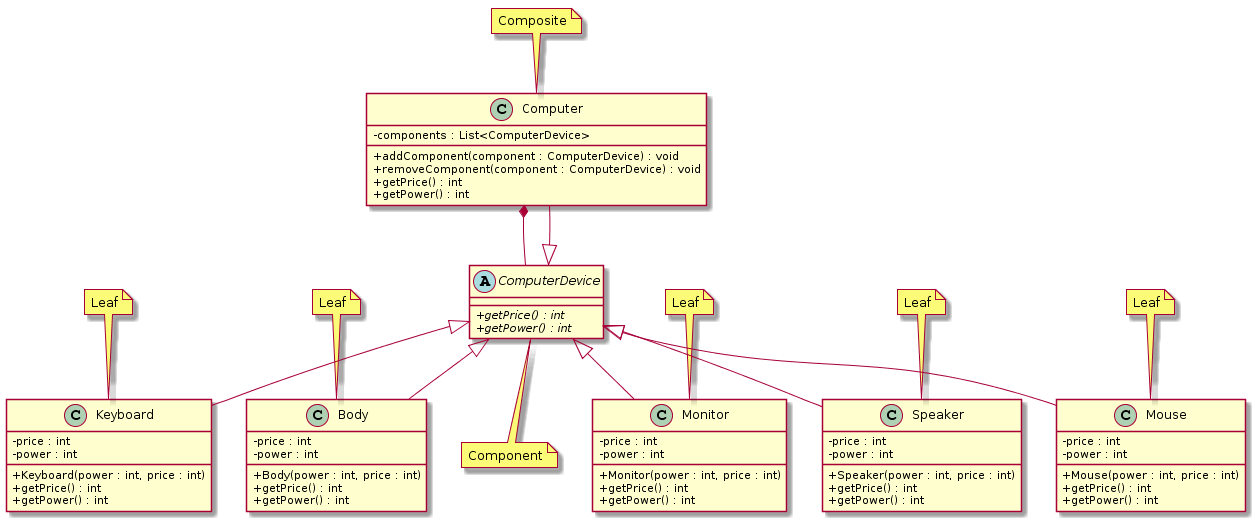 Composite
C Computer
-components : List<ComputerDevice>
+addComponent(component : ComputerDevice) : void
+removeComponent(component : ComputerDevice) : void
+getPrice() : int
+getPower() : int
A ComputerDevice
+getPrice() : int
+getPower() : int
Leaf
Leaf
Leaf
Leaf
Leaf
C Keyboard
-price : int
-power : int
+Keyboard(power : int, price : int)
+getPrice() : int
+getPower() : int
C Body
-price : int
-power : int
+Body(power : int, price : int)
+getPrice() : int
+getPower() : int
Component
C Monitor
-price : int
-power : int
+Monitor(power : int, price : int)
+getPrice() : int
+getPower() : int
C Speaker
-price : int
-power : int
+Speaker(power : int, price : int)
+getPrice() : int
+getPower() : int
C Mouse
-price : int
-power : int
+Mouse(power : int, price : int)
+getPrice() : int
+getPower() : int